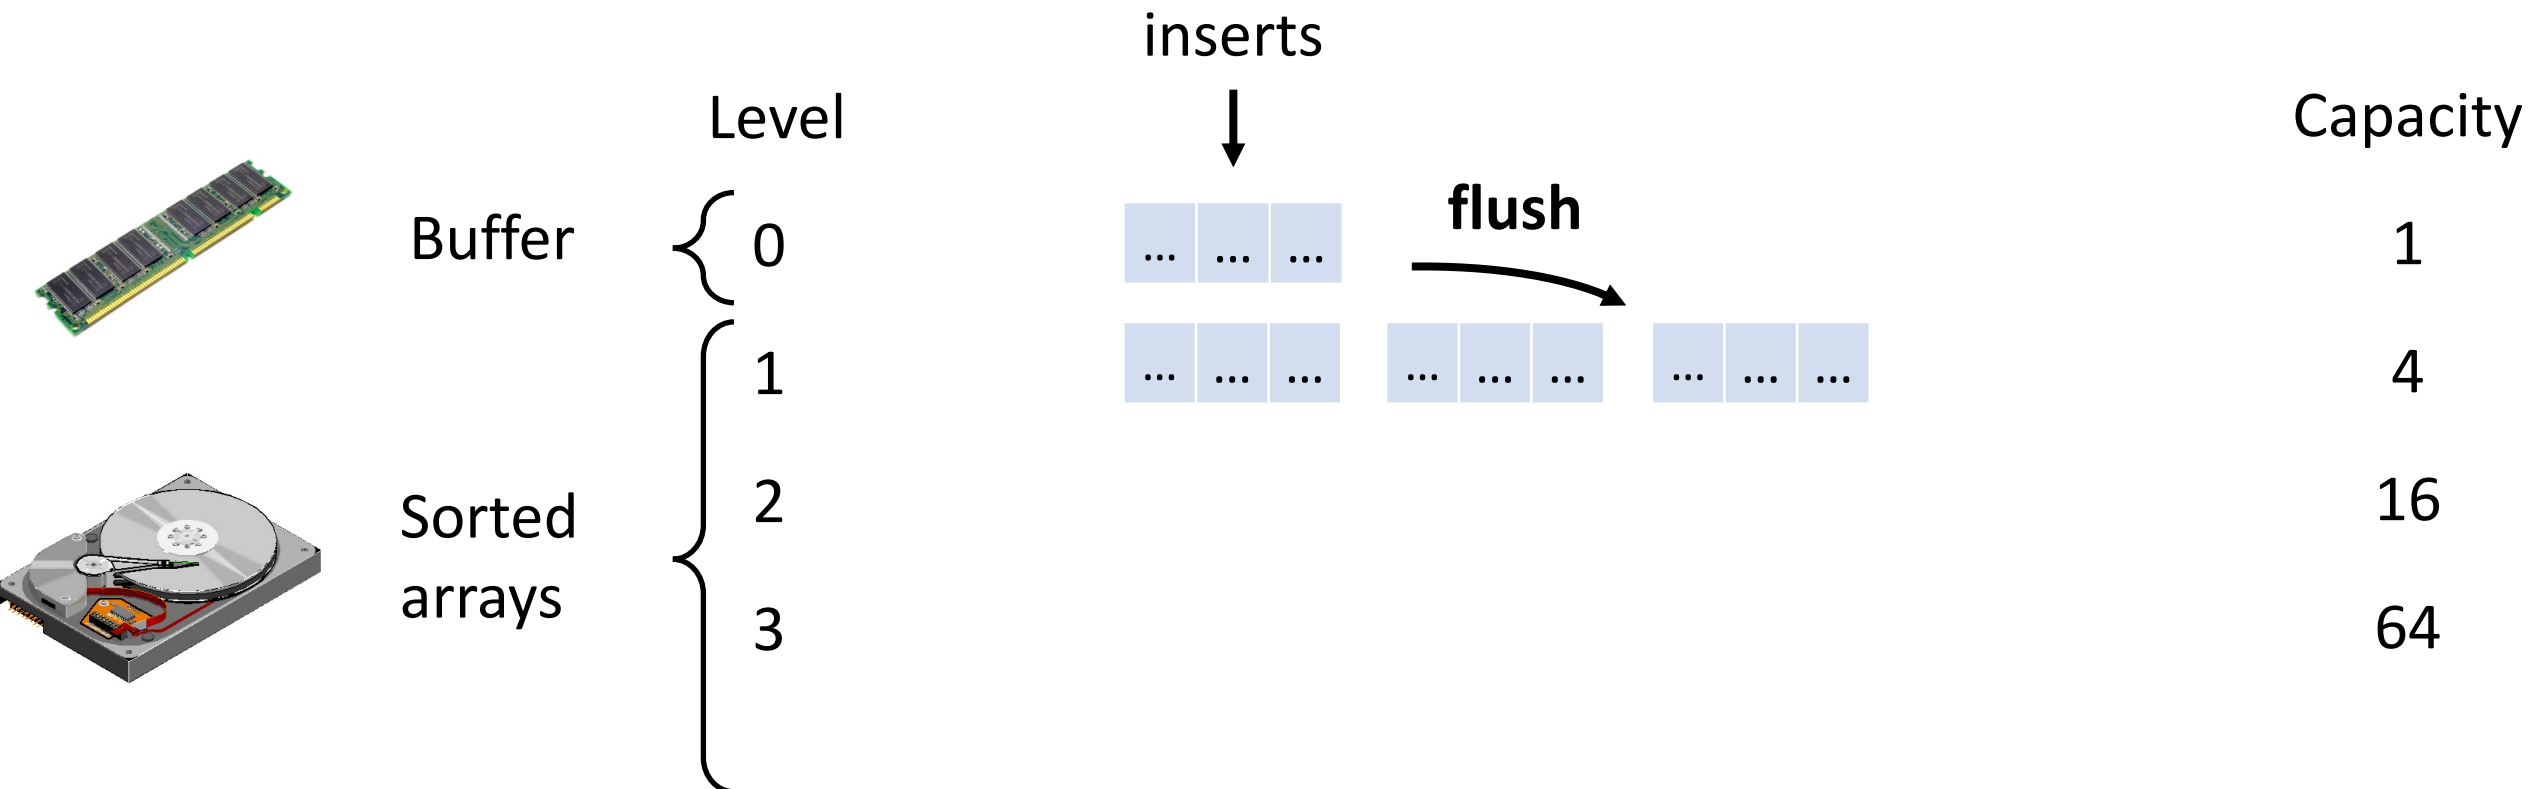 inserts
Level
Capacity
Buffer
0
... ... ...
flush
1
1
... ... ... ... ... ... ... ... ...
4
Sorted
arrays
2
16
3
64